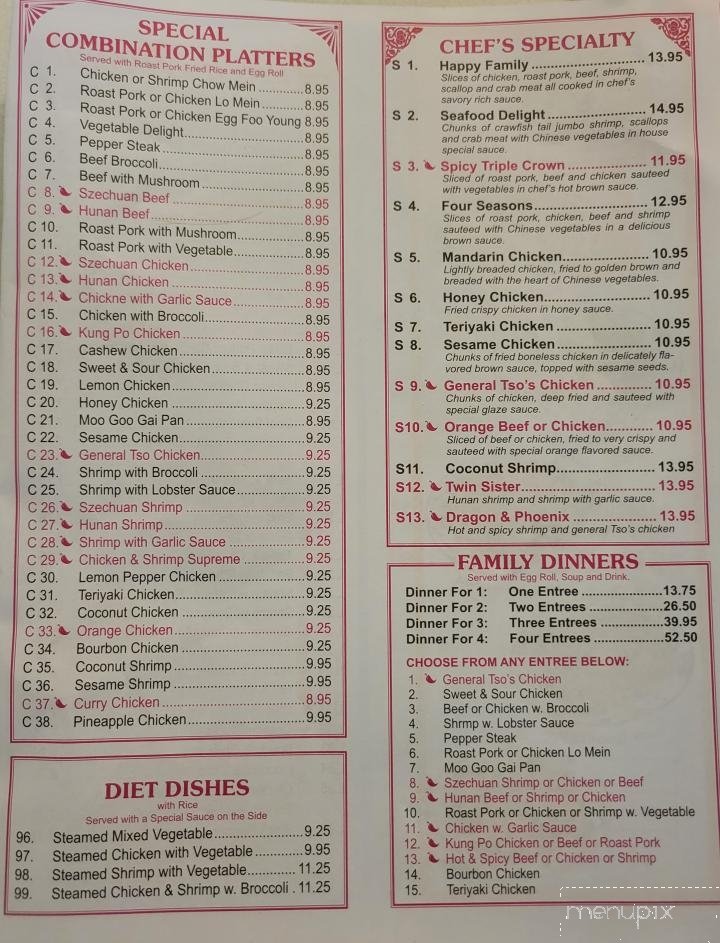 SPECIAL
COMBINATION PLATTERS
Served with Roast Pork Fried Rice and Egg Roll
C 1. Chicken or Shrimp Chow Mein ..............8.95
C 2. Roast Pork or Chicken Lo Mein.............8.95
C 3. Roast Pork or Chicken Egg Foo Young 8.95
C 4. Vegetable Delight.................................8.95
C 5. Pepper Steak .......................................8.95
C 6. Beef Broccoli........................................8.95
C 7. Beef with Mushroom ............................8.95
C 8. Szechuan Beef ....................................8.95
C 9. Hunan Beef..........................................8.95
C 10. Roast Pork with Mushroom..................8.95
C 11. Roast Pork with Vegetable...................8.95
C 12. Szechuan Chicken...............................8.95
C 13. Hunan Chicken ...................................8.95
C 14. Chickne with Garlic Sauce...................8.95
C 15. Chicken with Broccoli..........................8.95
C 16. Kung Po Chicken ................................8.95
C 17. Cashew Chicken.................................8.95
C 18. Sweet & Sour Chicken........................8.95
C 19. Lemon Chicken...................................8.95
C 20. Honey Chicken ...................................9.25
C 21. Moo Goo Gai Pan...............................8.95
C 22. Sesame Chicken.................................9.25
C 23. General Tso Chicken...........................9.25
C 24. Shrimp with Broccoli ...........................9.25
C 25. Shrimp with Lobster Sauce..................9.25
C 26. Szechuan Shrimp ................................9.25
C 27. Hunan Shrimp .....................................9.25
C 28. Shrimp with Garlic Sauce ....................9.25
C 29. Chicken & Shrimp Supreme ................9.25
C 30. Lemon Pepper Chicken ......................9.25
C 31. Teriyaki Chicken..................................9.25
C 32. Coconut Chicken ................................9.25
C 33. Orange Chicken..................................9.25
C 34. Bourbon Chicken ................................9.25
C 35. Coconut Shrimp..................................9.95
C 36. Sesame Shrimp ..................................9.95
C 37. Curry Chicken .....................................8.95
C 38. Pineapple Chicken..............................9.95
DIET DISHES
with Rice
Served with a Special Sauce on the Side
96. Steamed Mixed Vegetable.....................9.25
97. Steamed Chicken with Vegetable ...........9.95
98. Steamed Shrimp with Vegetable............11.25
99. Steamed Chicken & Shrimp w. Broccoli . 11.25
CHEF'S SPECIALTY
S 1. Happy Family ............................. 13.95
Slices of chicken, roast pork, beef, shrimp,
scallop and crab meat all cooked in chef's
savory rich sauce.
S 2. Seafood Delight ......................... 14.95
Chunks of crawfish tail jumbo shrimp, scallops
and crab meat with Chinese vegetables in house
special sauce.
S 3. Spicy Triple Crown .................... 11.95
Sliced of roast pork, beef and chicken sauteed
with vegetables in chef's hot brown sauce.
S 4. Four Seasons............................. 12.95
Slices of roast pork, chicken, beef and shrimp
sauteed with Chinese vegetables in a delicious
brown sauce.
S 5. Mandarin Chicken...................... 10.95
Lightly breaded chicken, fried to golden brown and
breaded with the heart of Chinese vegetables.
S 6. Honey Chicken........................... 10.95
Fried crispy chicken in honey sauce.
S 7. Teriyaki Chicken ........................ 10.95
S 8. Sesame Chicken........................ 10.95
Chunks of fried boneless chicken in delicately fla-
vored brown sauce, topped with sesame seeds.
S 9. General Tso's Chicken ............... 10.95
Chunks of chicken, deep fried and sauteed with
special glaze sauce.
S10. Orange Beef or Chicken............. 10.95
Sliced of beef or chicken, fried to very crispy and
sauteed with special orange flavored sauce.
S11. Coconut Shrimp......................... 13.95
S12. Twin Sister.................................. 13.95
Hunan shrimp and shrimp with garlic sauce.
S13. Dragon & Phoenix ..................... 13.95
Hot and spicy shrimp and general Tso's chicken
FAMILY DINNERS
Served with Egg Roll, Soup and Drink.
Dinner For 1: One Entree .....................13.75
Dinner For 2: Two Entrees ...................26.50
Dinner For 3: Three Entrees ................39.95
Dinner For 4: Four Entrees ..................52.50
CHOOSE FROM ANY ENTREE BELOW:
1. General Tso's Chicken
2. Sweet & Sour Chicken
3. Beef or Chicken w. Broccoli
4. Shrmp w. Lobster Sauce
5. Pepper Steak
6. Roast Pork or Chicken Lo Mein
7. Moo Goo Gai Pan
8. Szechuan Shrimp or Chicken or Beef
9. Hunan Beef or Shrimp or Chicken
10. Roast Pork or Chicken or Shrimp w. Vegetable
11. Chicken w. Garlic Sauce
12. Kung Po Chicken or Beef or Roast Pork
13. Hot & Spicy Beef or Chicken or Shrimp
14. Bourbon Chicken
15. Teriyaki Chicken
menupix